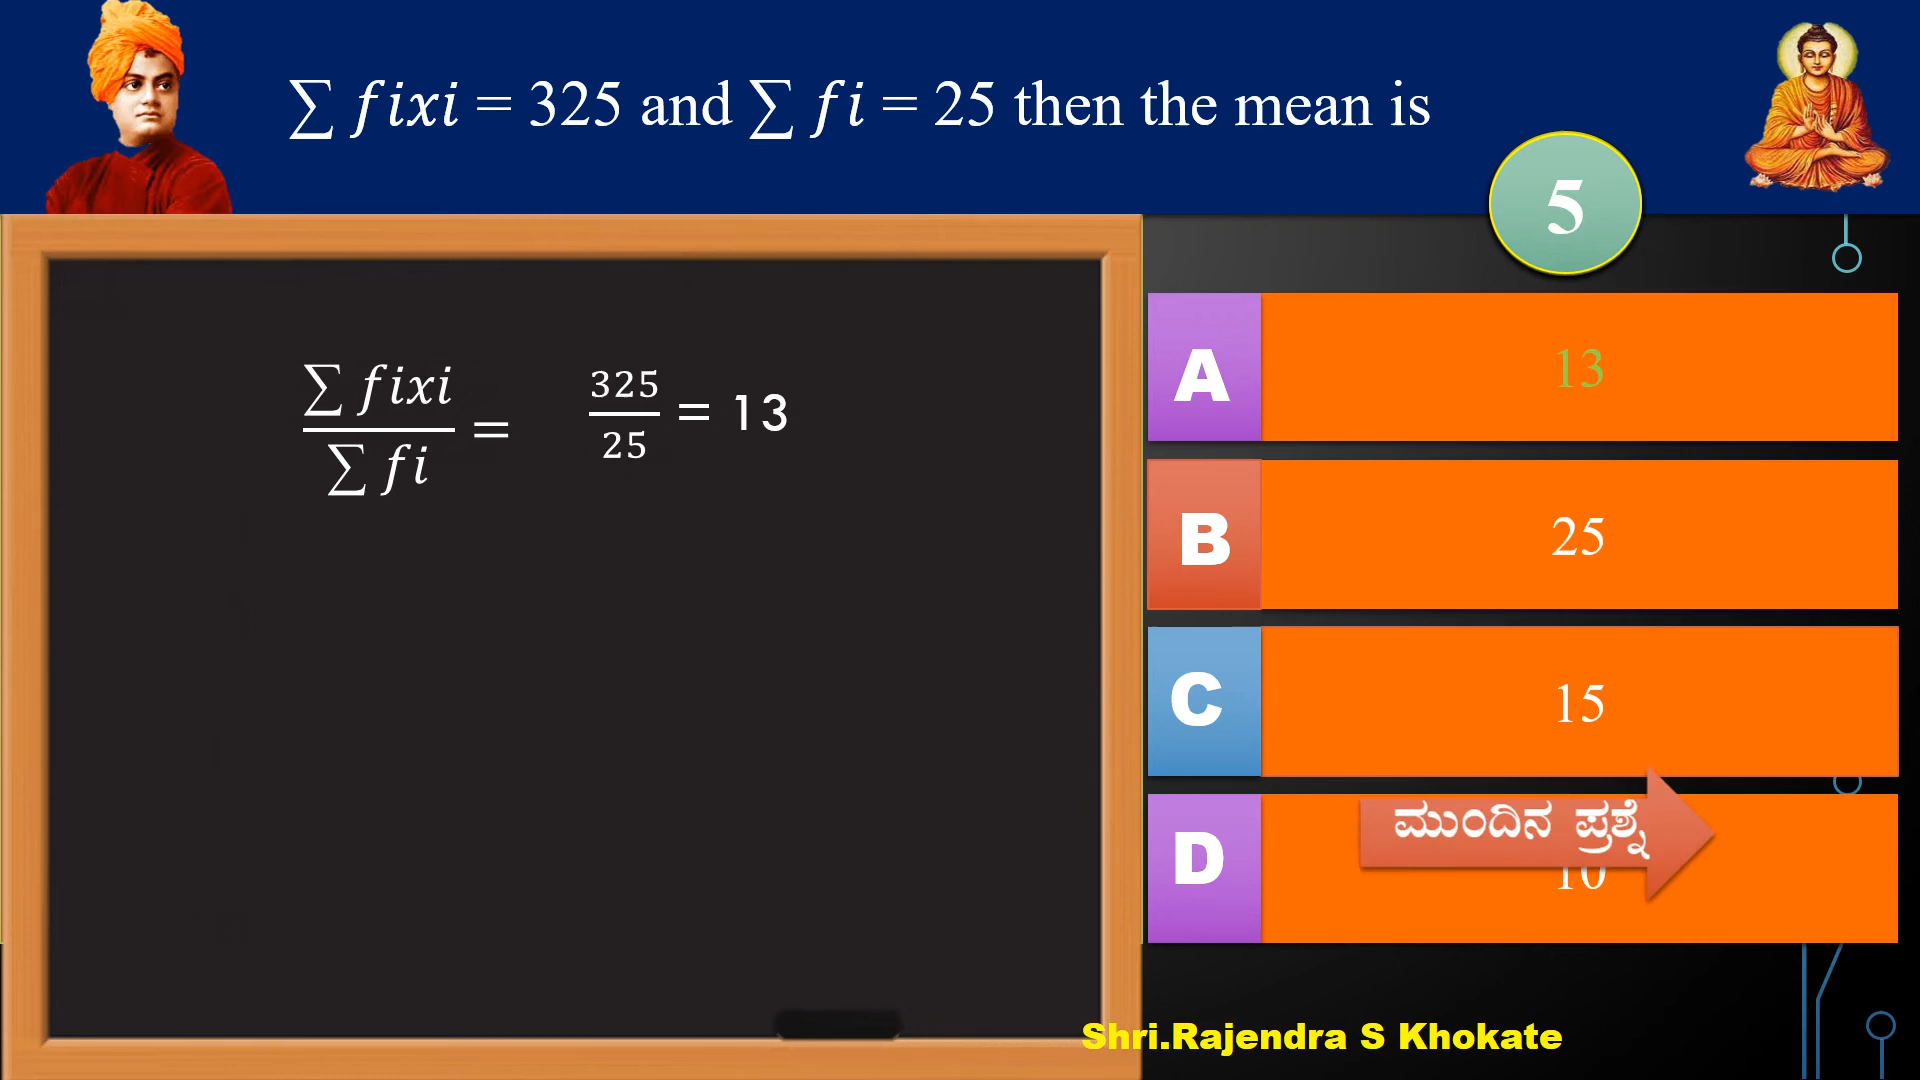 ∑ fixi = 325 and ∑ fi = 25 then the mean is
5
∑ fixi / ∑ fi = 325 / 25 = 13
A 13
B 25
C 15
D 10
ಮುಂದಿನ ಪ್ರಶ್ನೆ
Shri.Rajendra S Khokate